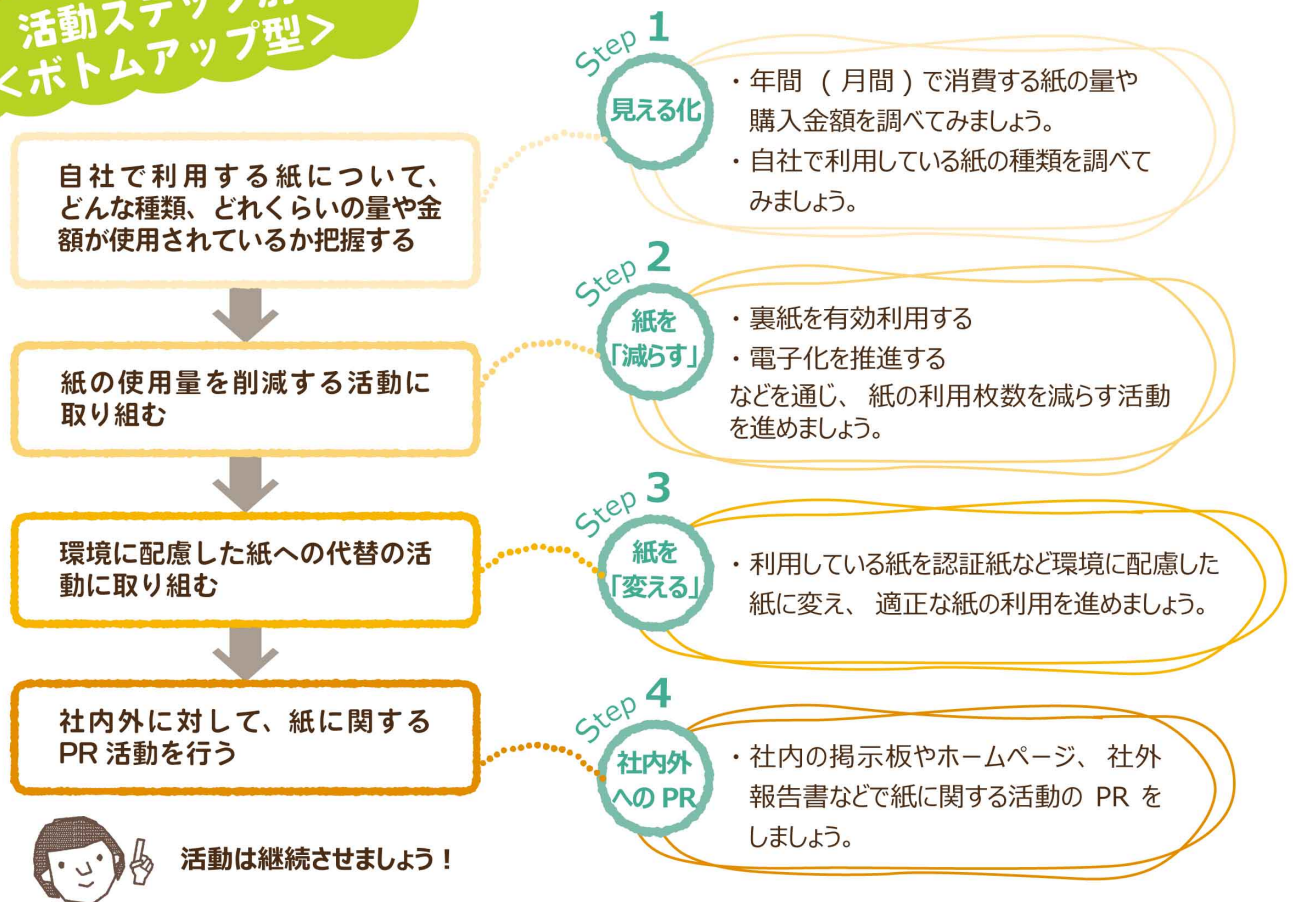 活動ステップ別
<ボトムアップ型>
自社で利用する紙について、
どんな種類、どれくらいの量や金
額が使用されているか把握する
Step 1
見える化
・年間 (月間) で消費する紙の量や
購入金額を調べてみましょう。
・自社で利用している紙の種類を調べて
みましょう。
紙の使用量を削減する活動に
取り組む
Step 2
紙を
「減らす」
・裏紙を有効利用する
・電子化を推進する
などを通じ、紙の利用枚数を減らす活動
を進めましょう。
環境に配慮した紙への代替の活
動に取り組む
Step 3
紙を
「変える」
・利用している紙を認証紙など環境に配慮した
紙に変え、適正な紙の利用を進めましょう。
社内外に対して、紙に関する
PR 活動を行う
Step 4
社内外
への PR
・社内の掲示板やホームページ、社外
報告書などで紙に関する活動の PR を
しましょう。
活動は継続させましょう！